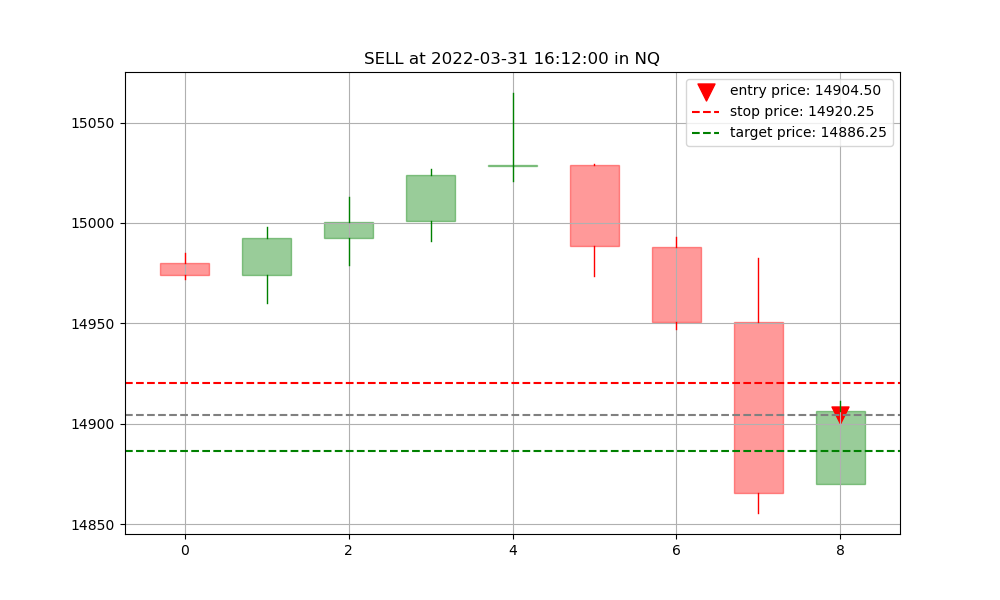 SELL at 2022-03-31 16:12:00 in NQ
entry price: 14904.50
stop price: 14920.25
target price: 14886.25
15050
15000
14950
14900
14850
0 2 4 6 8